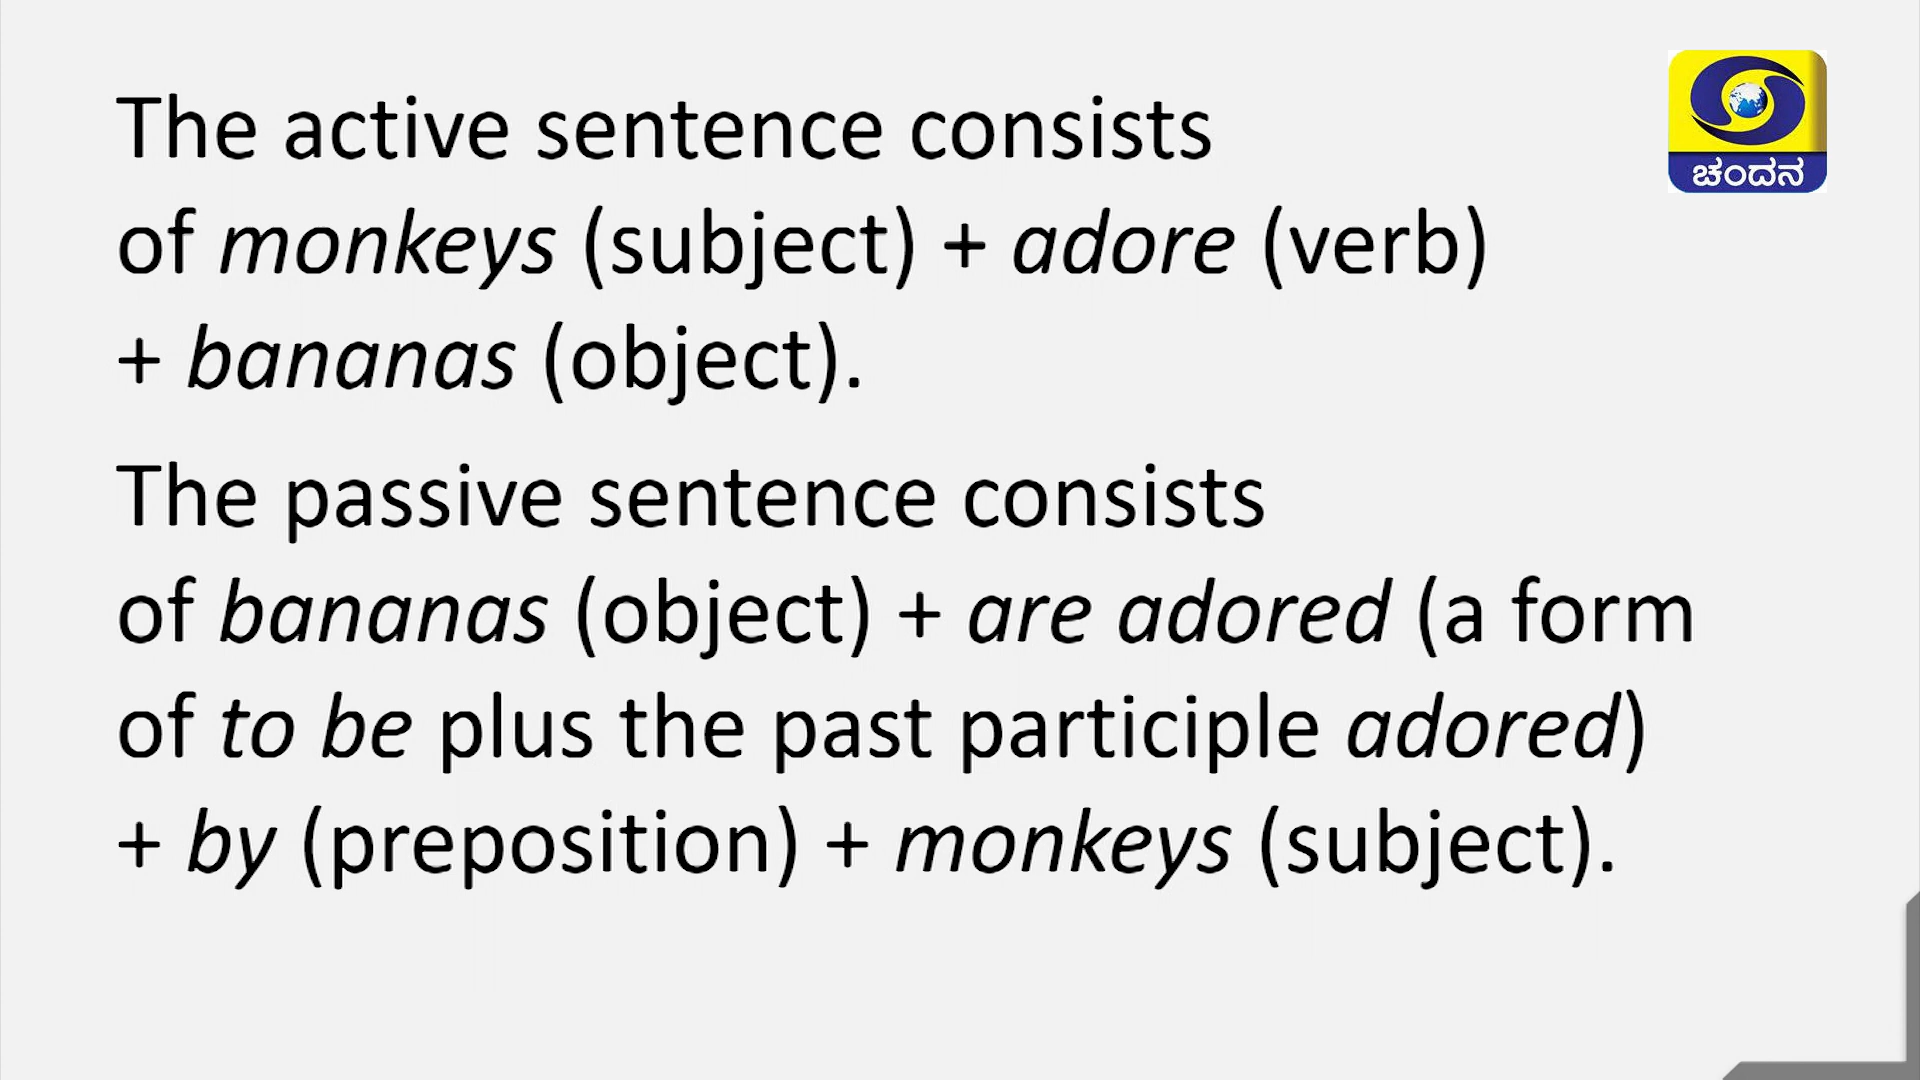 The active sentence consists
of monkeys (subject) + adore (verb)
+ bananas (object).
The passive sentence consists
of bananas (object) + are adored (a form
of to be plus the past participle adored)
+ by (preposition) + monkeys (subject).
ಚಂದನ